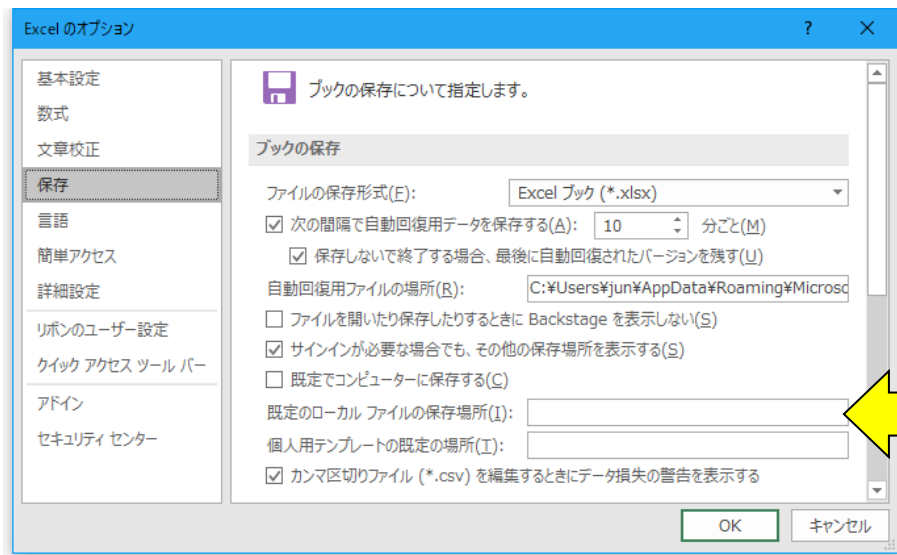 Excel のオプション
?
×
基本設定
数式
文章校正
保存
言語
簡単アクセス
詳細設定
リボンのユーザー設定
クイック アクセス ツール バー
アドイン
セキュリティ センター
ブックの保存について指定します。
ブックの保存
ファイルの保存形式(F): Excel ブック (*.xlsx)
次の間隔で自動回復用データを保存する(A): 10 分ごと(M)
保存しないで終了する場合、最後に自動回復されたバージョンを残す(U)
自動回復用ファイルの場所(R): C:¥Users¥jun¥AppData¥Roaming¥Microsc
ファイルを開いたり保存したりするときに Backstage を表示しない(S)
サインインが必要な場合でも、その他の保存場所を表示する(S)
既定でコンピューターに保存する(C)
既定のローカル ファイルの保存場所(I):
個人用テンプレートの既定の場所(T):
カンマ区切りファイル (*.csv) を編集するときにデータ損失の警告を表示する
OK キャンセル